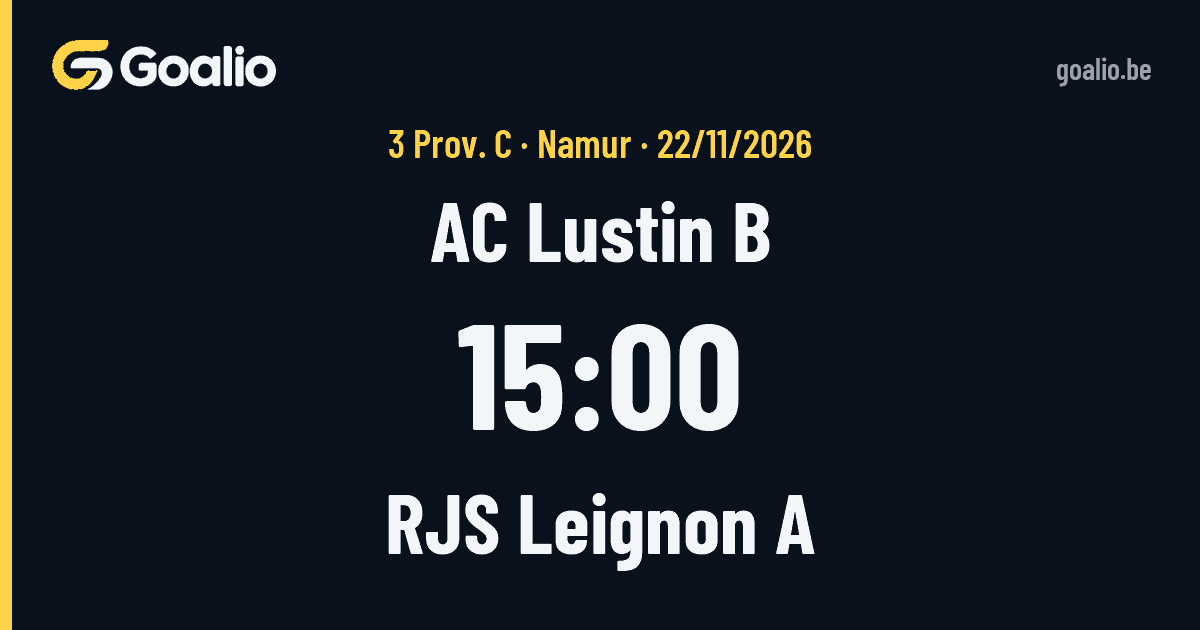 Goalio
goalio.be
3 Prov. C · Namur · 22/11/2026
AC Lustin B
15:00
RJS Leignon A